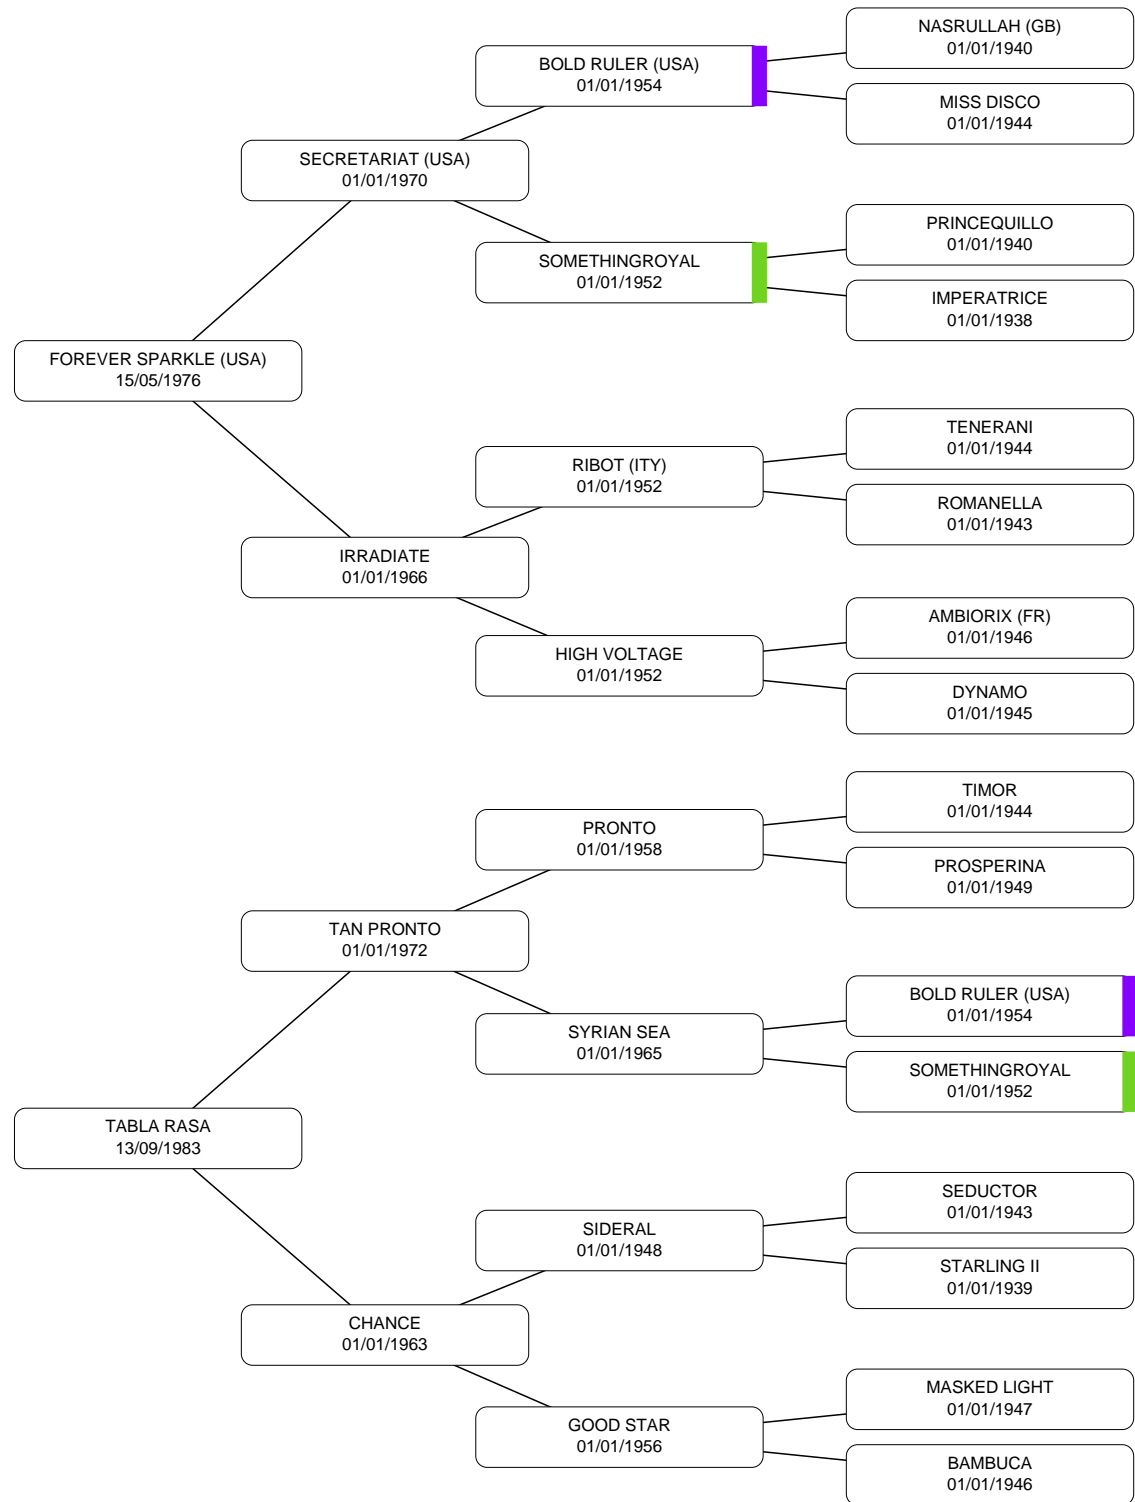 NASRULLAH (GB)
01/01/1940
BOLD RULER (USA)
01/01/1954
MISS DISCO
01/01/1944
SECRETARIAT (USA)
01/01/1970
PRINCEQUILLO
01/01/1940
SOMETHINGROYAL
01/01/1952
IMPERATRICE
01/01/1938
FOREVER SPARKLE (USA)
15/05/1976
TENERANI
01/01/1944
RIBOT (ITY)
01/01/1952
ROMANELLA
01/01/1943
IRRADIATE
01/01/1966
AMBIORIX (FR)
01/01/1946
HIGH VOLTAGE
01/01/1952
DYNAMO
01/01/1945
TIMOR
01/01/1944
PRONTO
01/01/1958
PROSPERINA
01/01/1949
TAN PRONTO
01/01/1972
BOLD RULER (USA)
01/01/1954
SYRIAN SEA
01/01/1965
SOMETHINGROYAL
01/01/1952
TABLA RASA
13/09/1983
SEDUCTOR
01/01/1943
SIDERAL
01/01/1948
STARLING II
01/01/1939
CHANCE
01/01/1963
MASKED LIGHT
01/01/1947
GOOD STAR
01/01/1956
BAMBUCA
01/01/1946